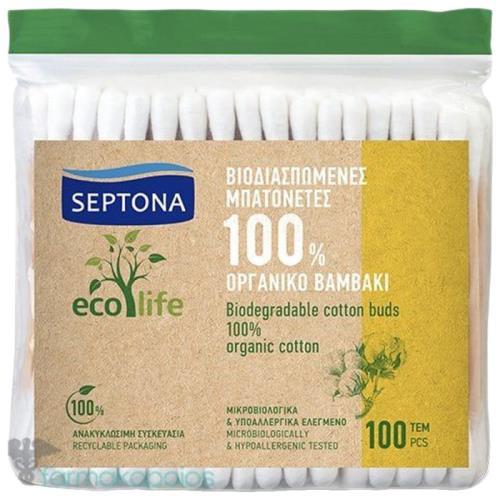 SEPTONA
eco life
ΒΙΟΔΙΑΣΠΩΜΕΝΕΣ
ΜΠΑΤΟΝΕΤΕΣ
100%
ΟΡΓΑΝΙΚΟ ΒΑΜΒΑΚΙ
Biodegradable cotton buds
100%
organic cotton
100%
ΑΝΑΚΥΚΛΩΣΙΜΗ ΣΥΣΚΕΥΑΣΙΑ
RECYCLABLE PACKAGING
ΜΙΚΡΟΒΙΟΛΟΓΙΚΑ
& ΥΠΟΑΛΛΕΡΓΙΚΑ ΕΛΕΓΜΕΝΟ
MICROBIOLOGICALLY
& HYPOALLERGENIC TESTED
100 ΤΕΜ
PCS
farmakopoios